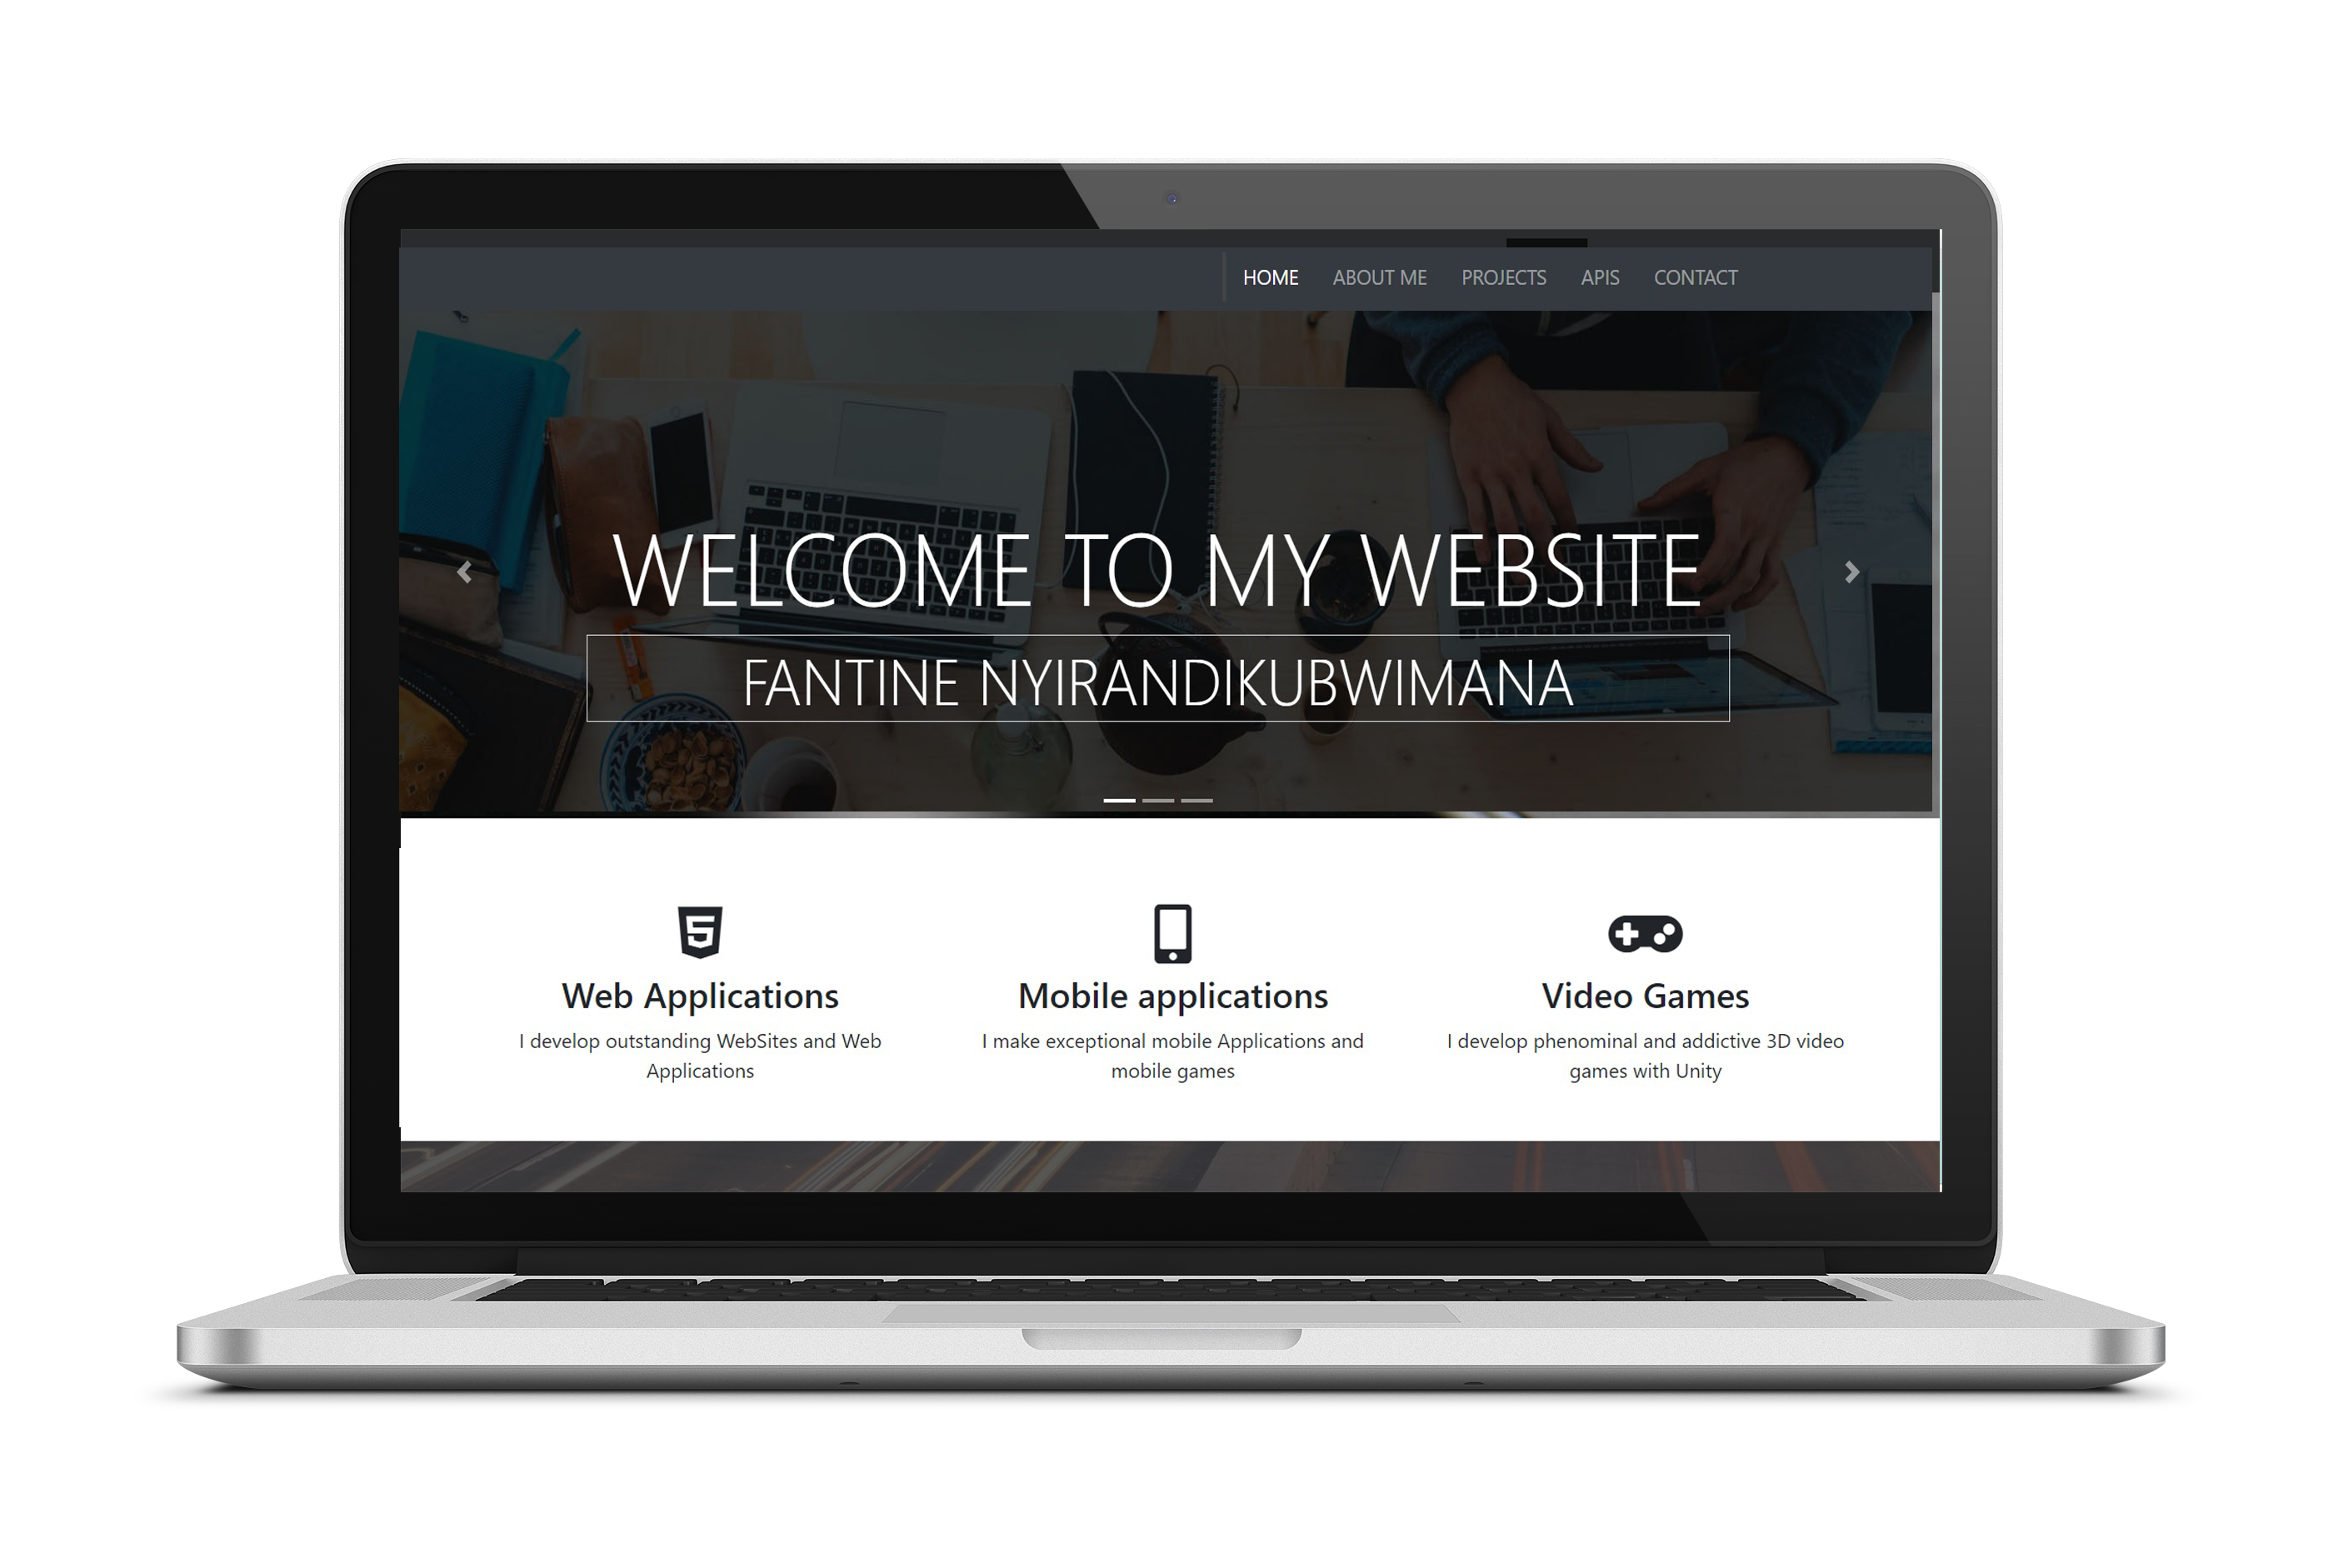 HOME ABOUT ME PROJECTS APIS CONTACT
WELCOME TO MY WEBSITE
FANTINE NYIRANDIKUBWIMANA
Web Applications
I develop outstanding WebSites and Web
Applications
Mobile applications
I make exceptional mobile Applications and
mobile games
Video Games
I develop phenominal and addictive 3D video
games with Unity